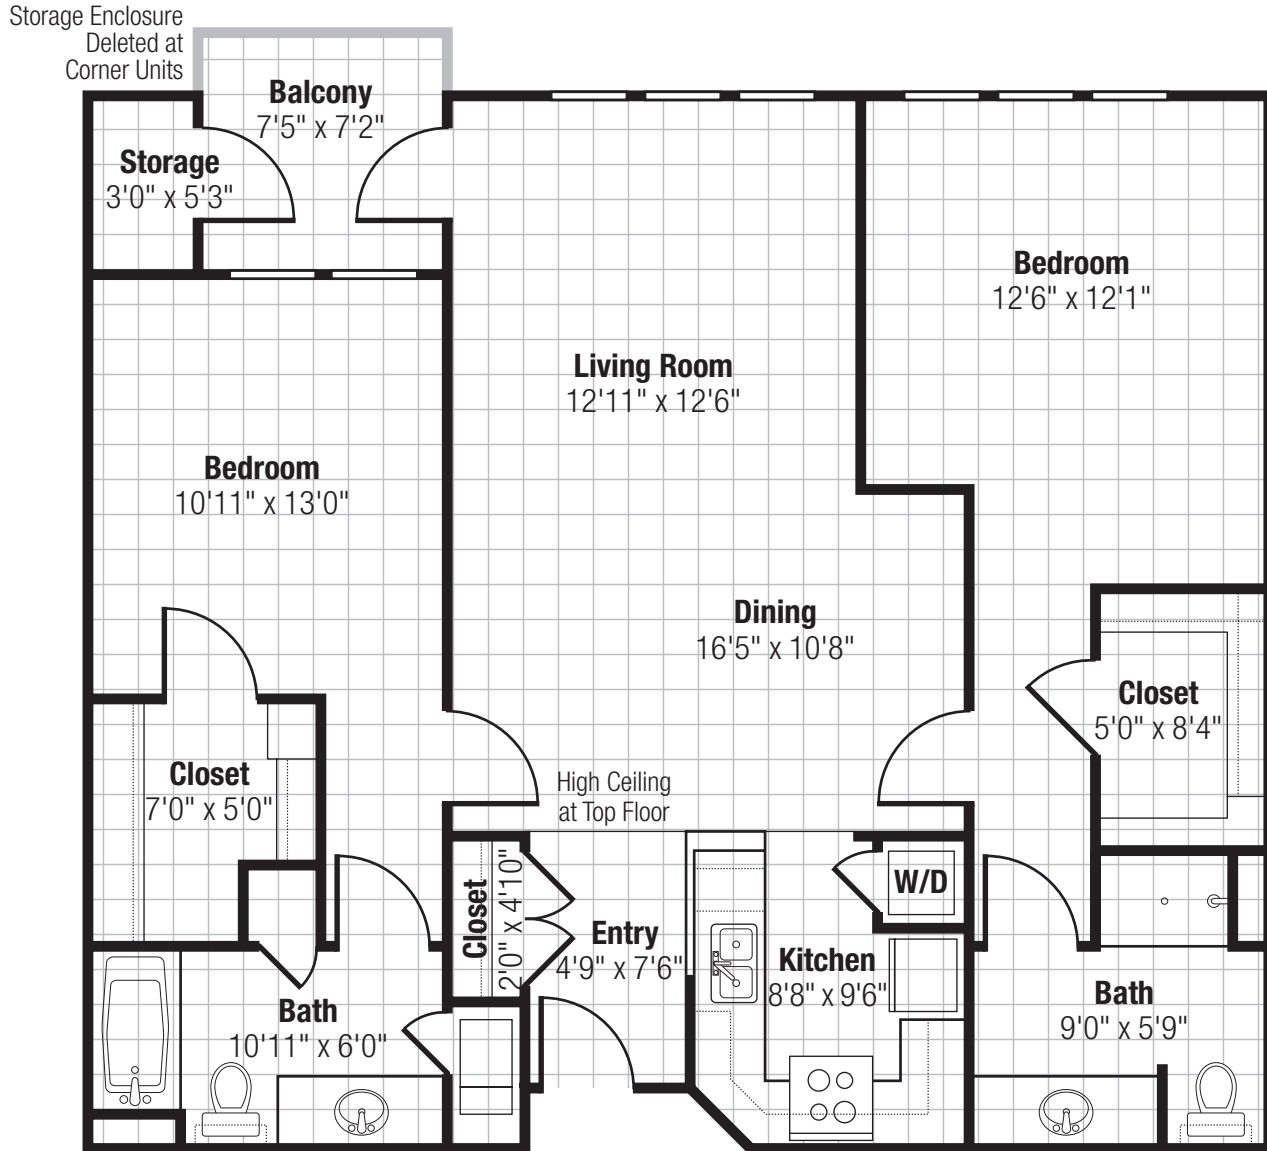 Storage Enclosure
Deleted at
Corner Units
Balcony
7'5" x 7'2"
Storage
3'0" x 5'3"
Bedroom
12'6" x 12'1"
Living Room
12'11" x 12'6"
Bedroom
10'11" x 13'0"
Dining
16'5" x 10'8"
Closet
5'0" x 8'4"
Closet
7'0" x 5'0"
High Ceiling
at Top Floor
Closet
2'0" x 4'10"
W/D
Entry
4'9" x 7'6"
Kitchen
8'8" x 9'6"
Bath
10'11" x 6'0"
Bath
9'0" x 5'9"